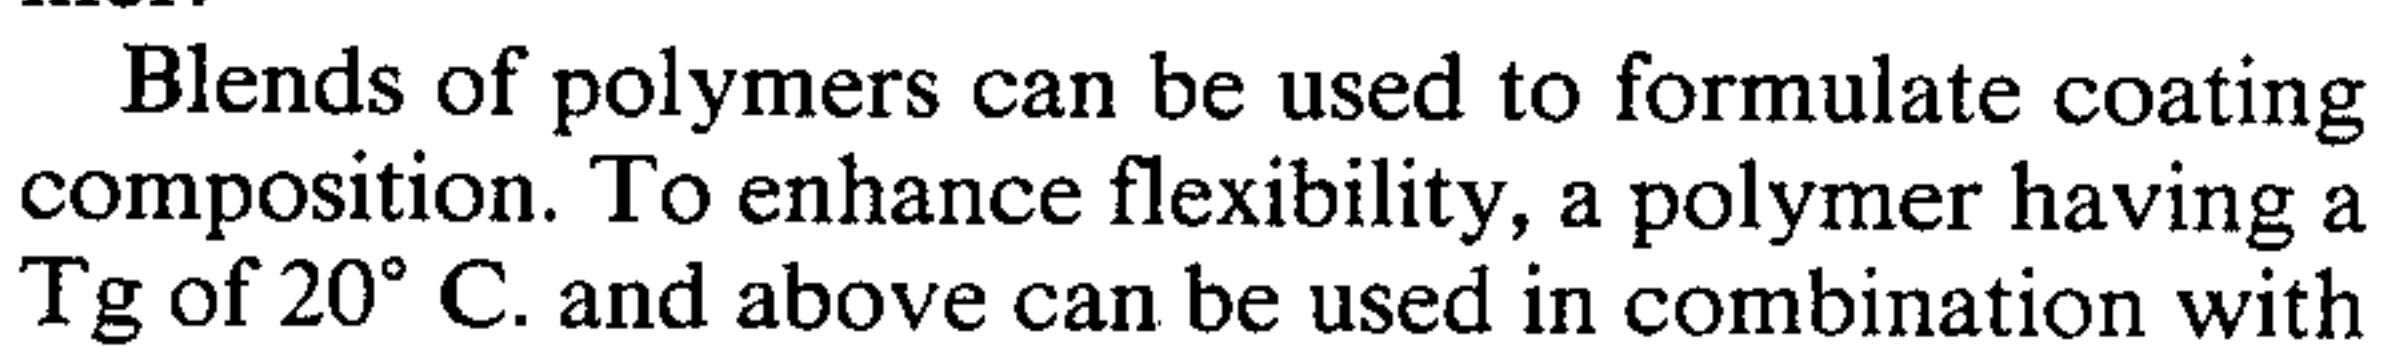 Blends of polymers can be used to formulate coating
composition. To enhance flexibility, a polymer having a
Tg of 20° C. and above can be used in combination with